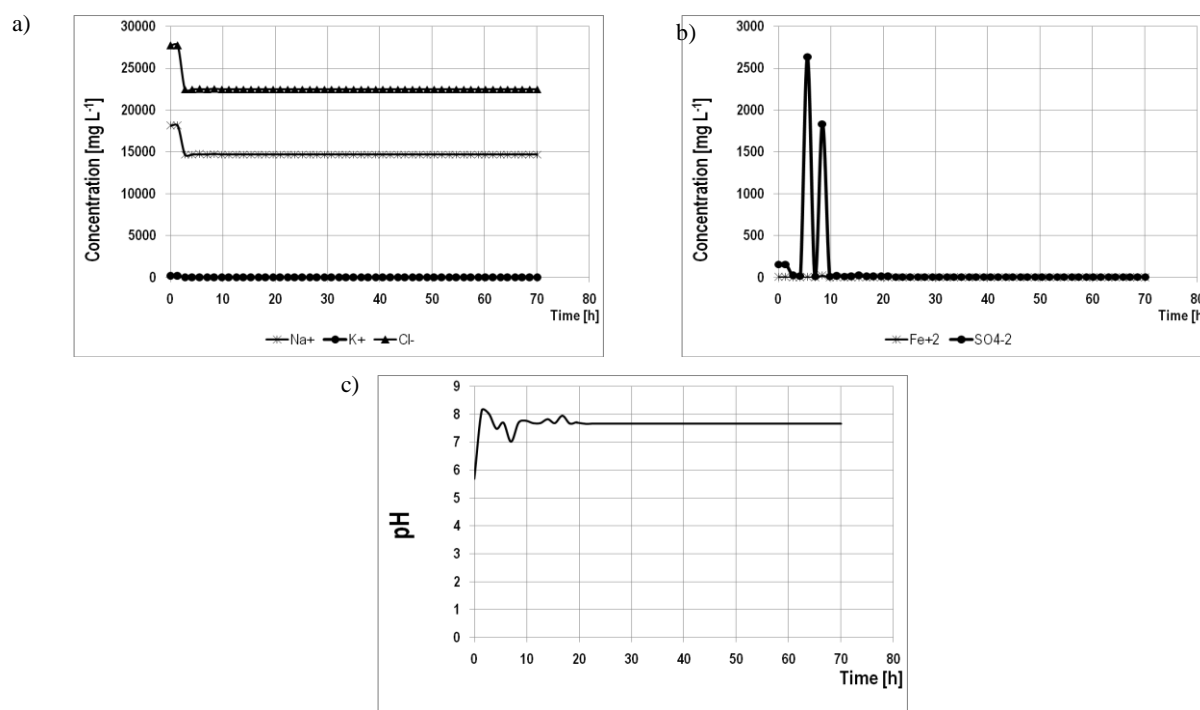 a)
30000
25000
20000
15000
10000
5000
0
Concentration [mg L-1]
0 10 20 30 40 50 60 70 80
Time [h]
Na+ K+ Cl-
b)
3000
2500
2000
1500
1000
500
0
Concentration [mg L-1]
0 10 20 30 40 50 60 70 80
Time [h]
Fe+2 SO4-2
c)
9
8
7
6
5
4
3
2
1
0
pH
0 10 20 30 40 50 60 70 80
Time [h]